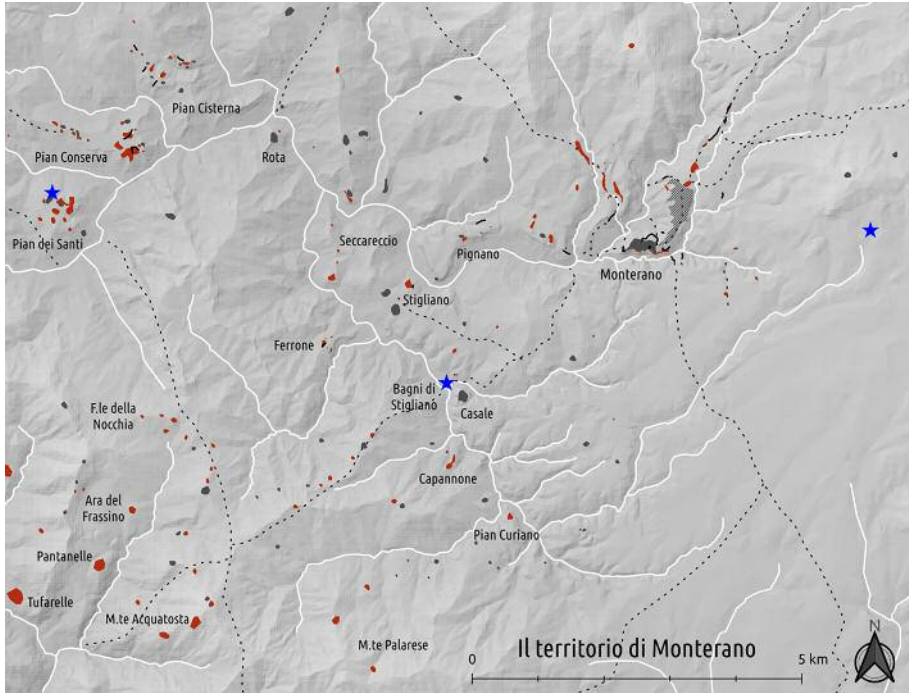 Pian Cisterna
Pian Conserva
Rota
Pian dei Santi
Seccareccio
Pignano
Monterano
Stigliano
Ferrone
Bagni di
Stigliano
Casale
F.le della
Nocchia
Capannone
Ara del
Frassino
Pian Curiano
Pantanelle
Tufarelle
M.te Acquatosta
M.te Palarese
Il territorio di Monterano
N
0
5 km